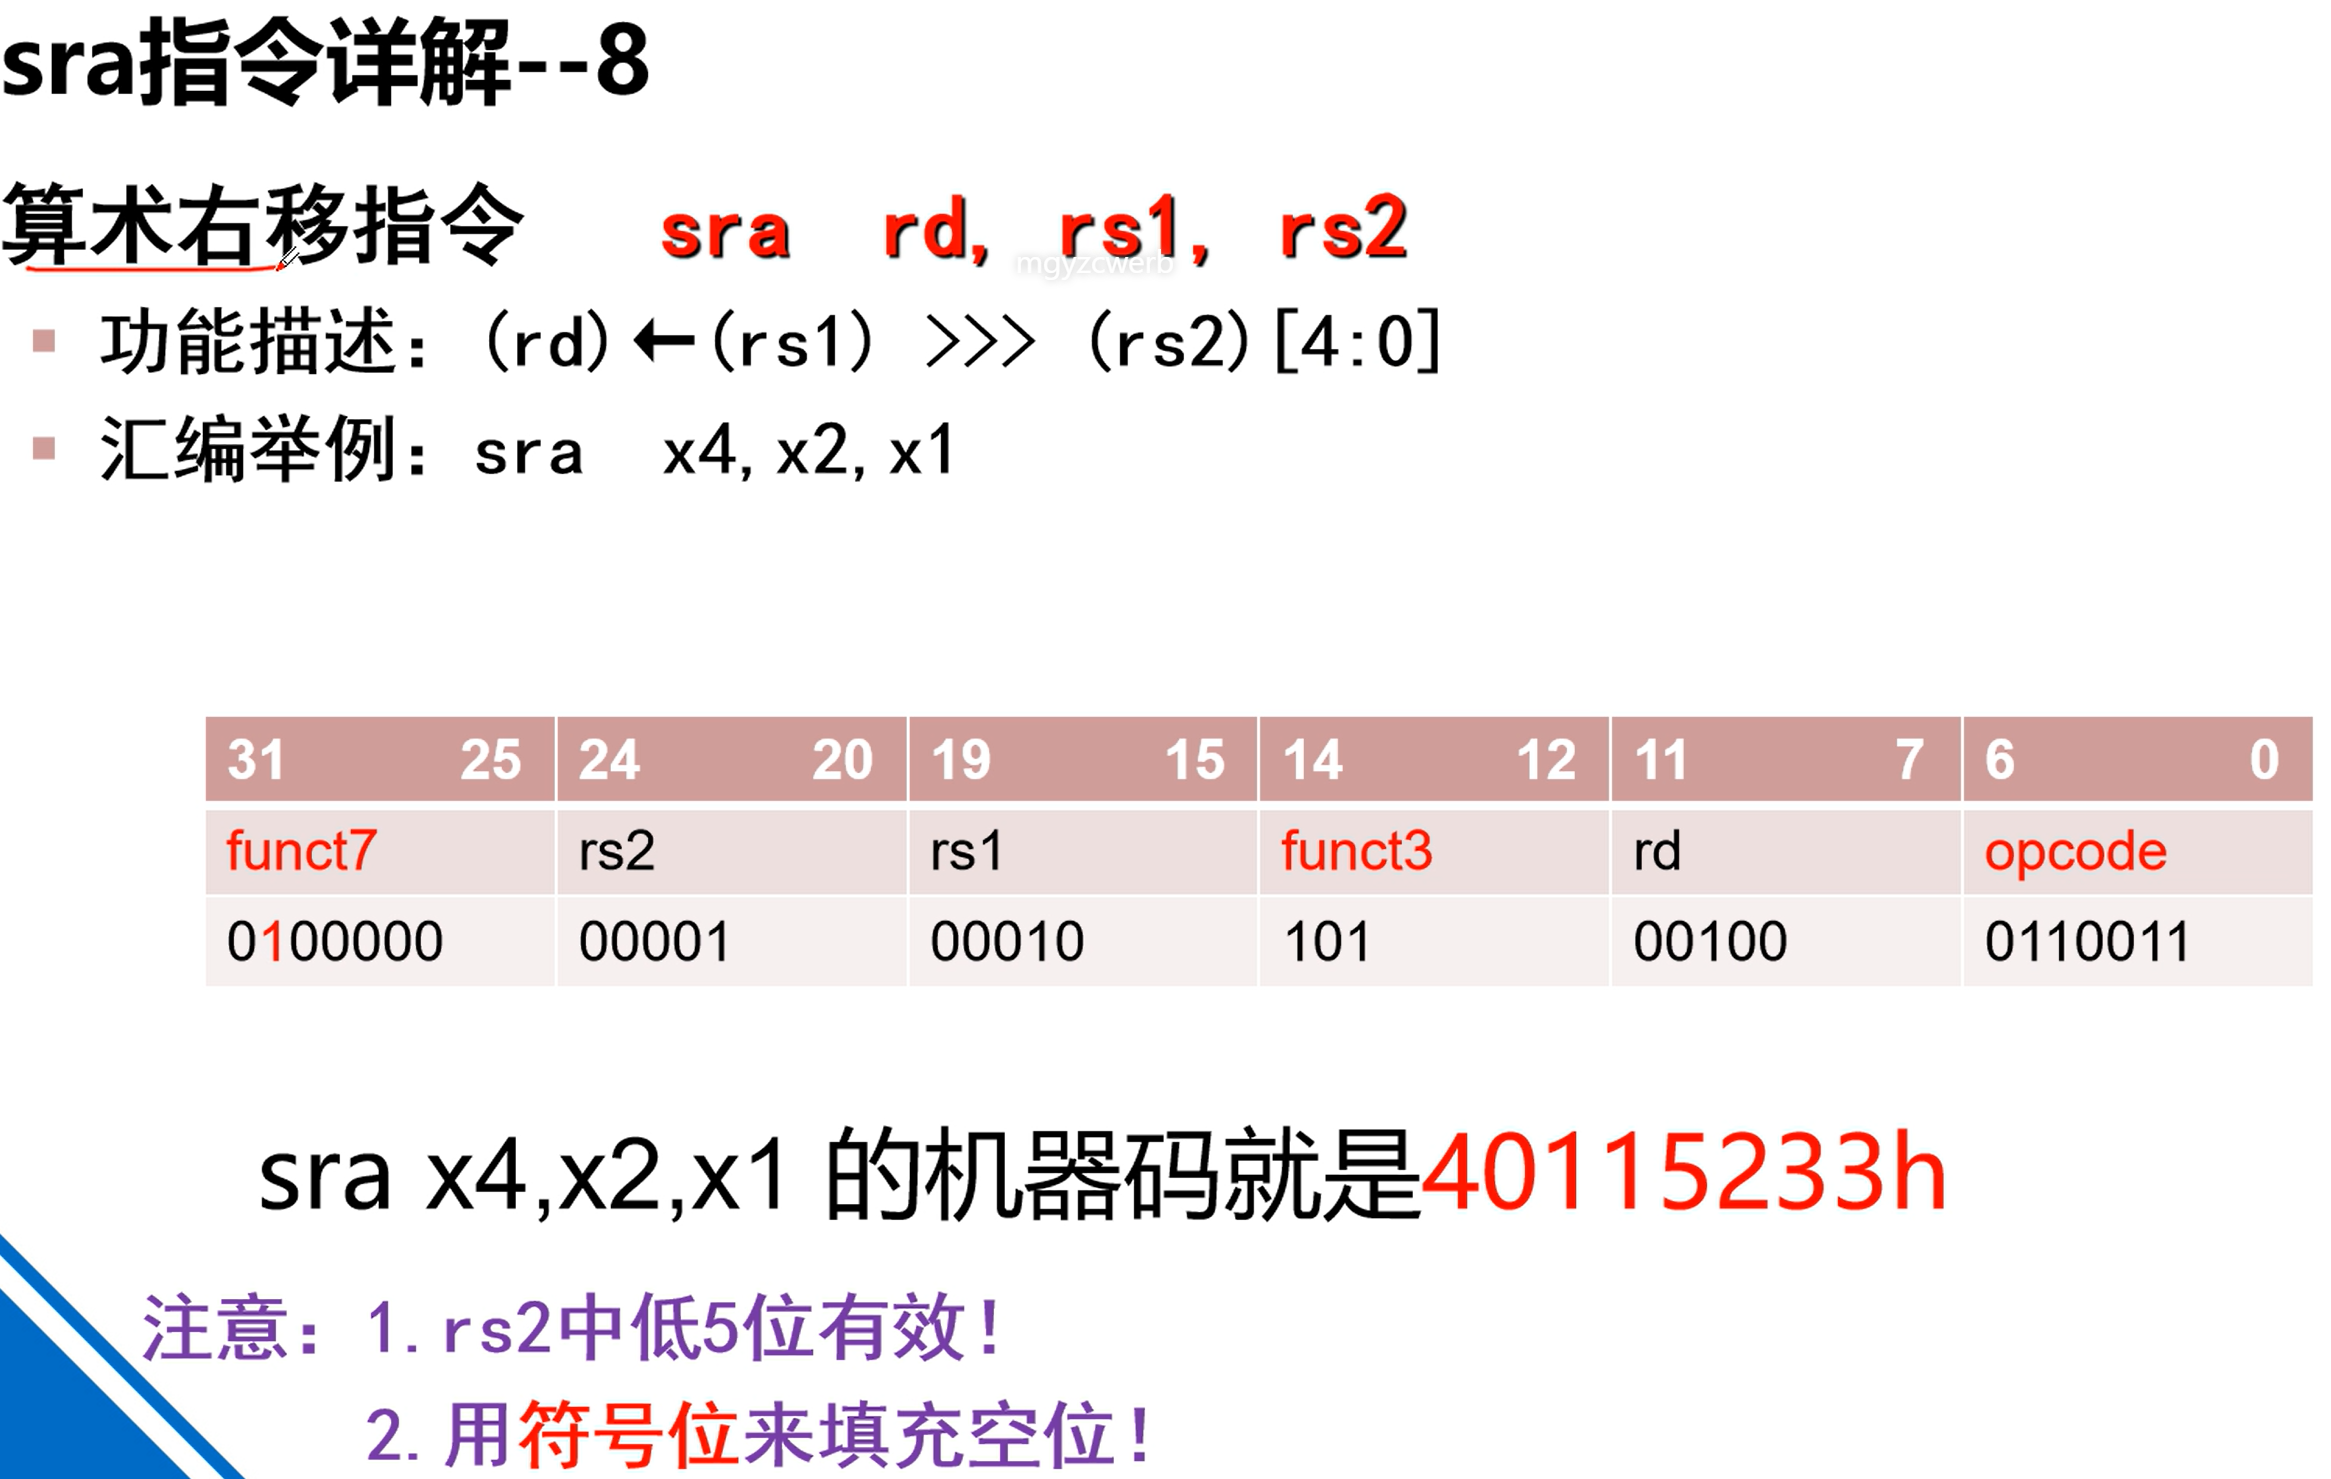 sra指令详解--8
算术右移指令 sra rd, rs1, rs2
mgyzcwerb
功能描述：(rd)←(rs1) >>> (rs2)[4:0]
汇编举例：sra x4,x2,x1
31 25 24 20 19 15 14 12 11 7 6 0
funct7 rs2 rs1 funct3 rd opcode
0100000 00001 00010 101 00100 0110011
sra x4,x2,x1 的机器码就是40115233h
注意：1.rs2中低5位有效！
2.用符号位来填充空位！